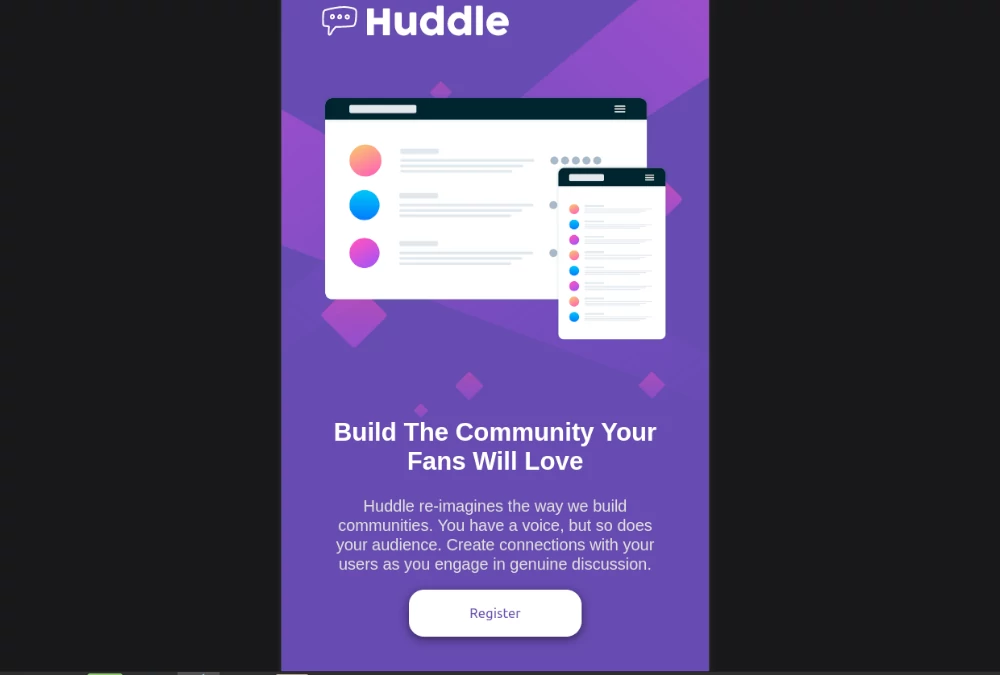 Huddle
Build The Community Your
Fans Will Love
Huddle re-imagines the way we build
communities. You have a voice, but so does
your audience. Create connections with your
users as you engage in genuine discussion.
Register